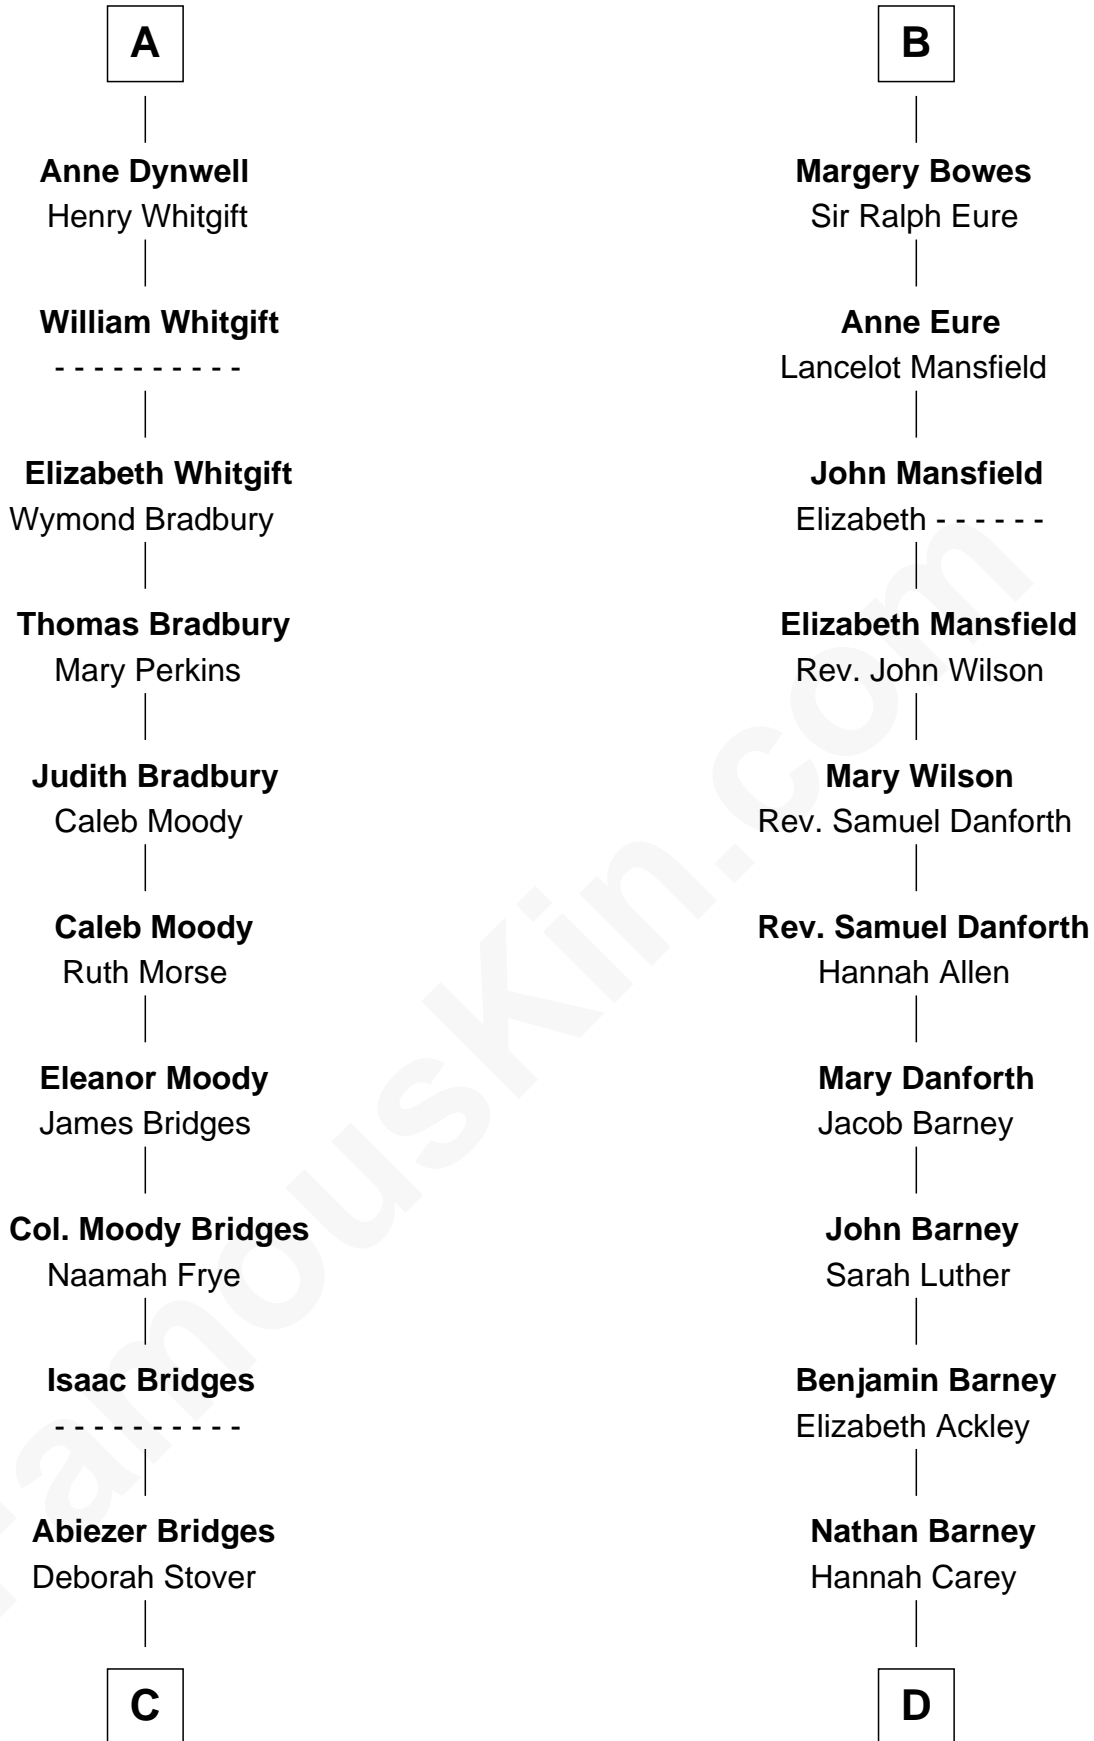 A
Anne Dynwell
Henry Whitgift
William Whitgift
- - - - - - - - - -
Elizabeth Whitgift
Wymond Bradbury
Thomas Bradbury
Mary Perkins
Judith Bradbury
Caleb Moody
Caleb Moody
Ruth Morse
Eleanor Moody
James Bridges
Col. Moody Bridges
Naamah Frye
Isaac Bridges
- - - - - - - - - -
Abiezer Bridges
Deborah Stover
C
B
Margery Bowes
Sir Ralph Eure
Anne Eure
Lancelot Mansfield
John Mansfield
Elizabeth - - - - - -
Elizabeth Mansfield
Rev. John Wilson
Mary Wilson
Rev. Samuel Danforth
Rev. Samuel Danforth
Hannah Allen
Mary Danforth
Jacob Barney
John Barney
Sarah Luther
Benjamin Barney
Elizabeth Ackley
Nathan Barney
Hannah Carey
D
FamousKin.com